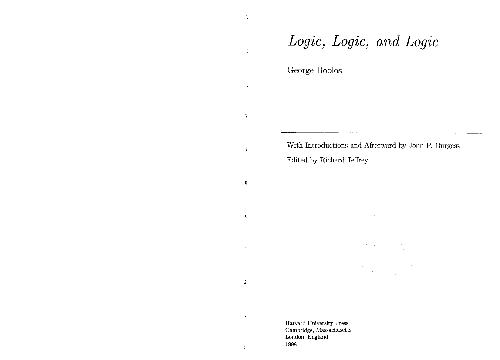 Logic, Logic, and Logic
George Boolos
With Introductions and Afterword by John P. Burgess
Edited by Richard Jeffrey
Harvard University Press
Cambridge, Massachusetts
London, England
1998